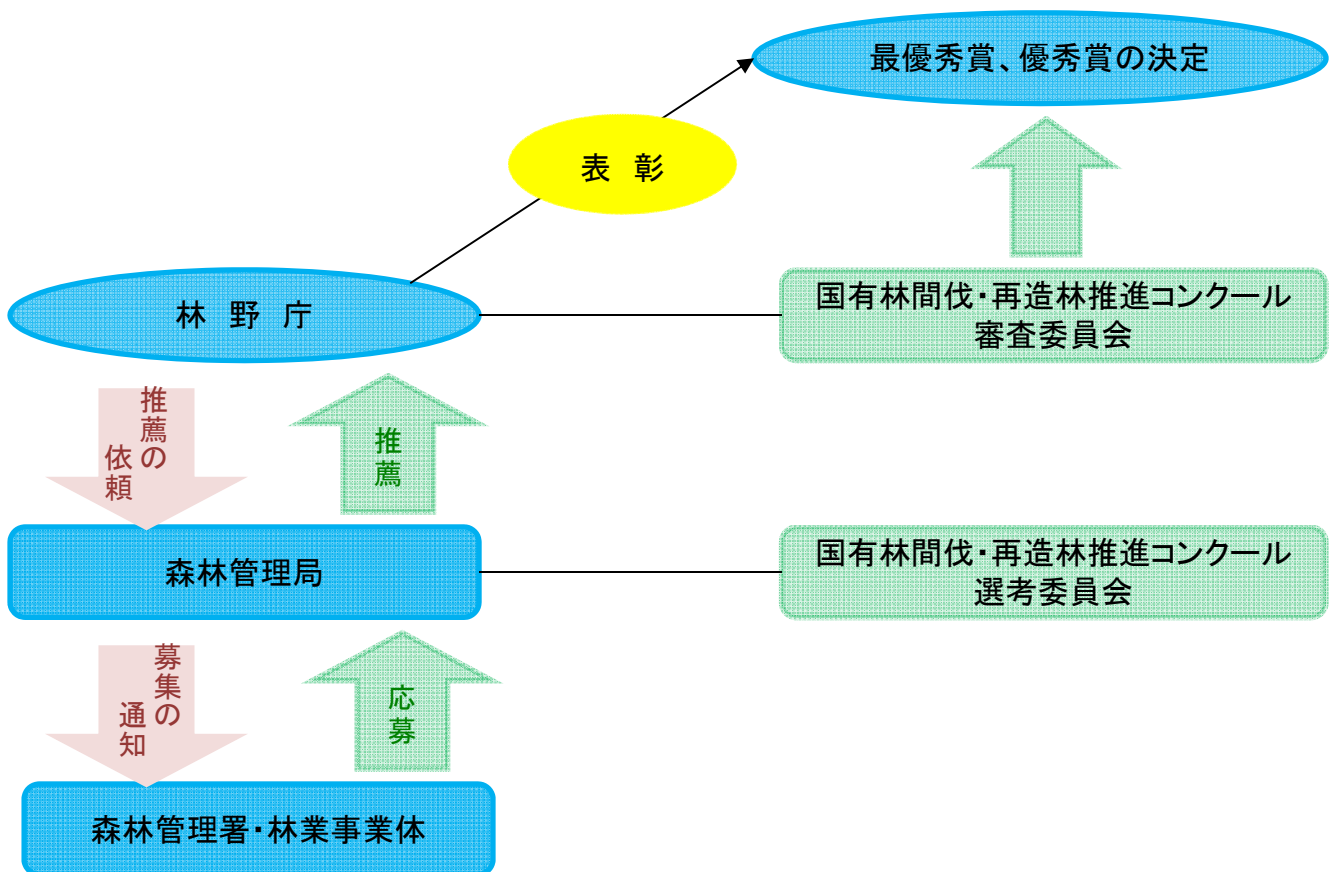 最優秀賞、優秀賞の決定
表　彰
林　野　庁
国有林間伐・再造林推進コンクール
審査委員会
推薦の
依頼
推薦
森林管理局
国有林間伐・再造林推進コンクール
選考委員会
募集の
通知
応募
森林管理署・林業事業体